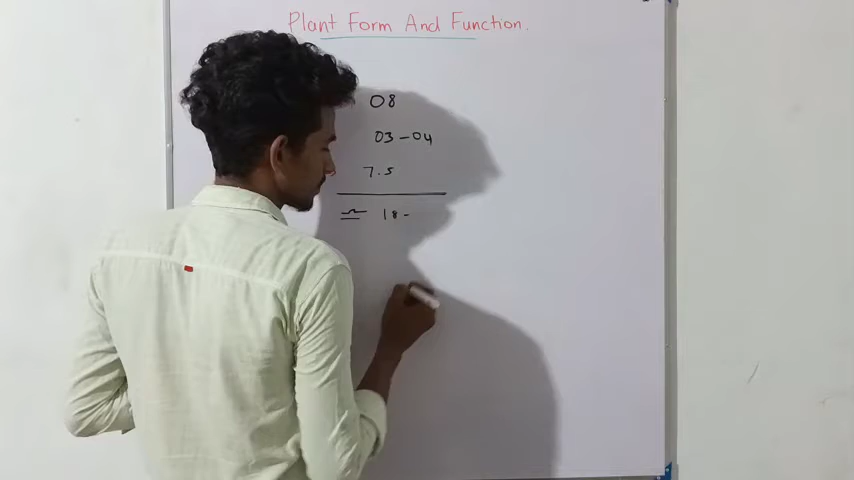 Plant Form And Function.
08
03-04
7.5
≃ 18-